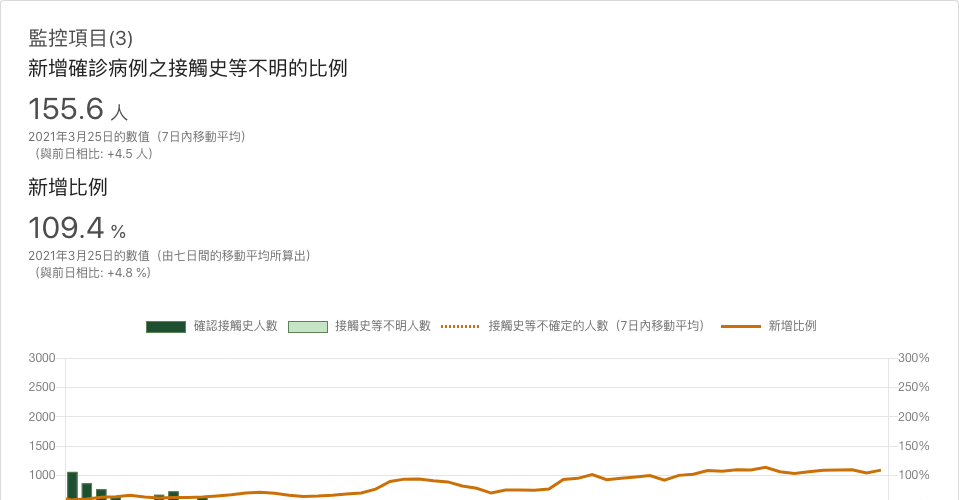 監控項目(3)
新增確診病例之接觸史等不明的比例
155.6 人
2021年3月25日的數值（7日內移動平均）
（與前日相比: +4.5 人）
新增比例
109.4 %
2021年3月25日的數值（由七日間的移動平均所算出）
（與前日相比: +4.8 %）
確認接觸史人數 接觸史等不明人數 接觸史等不確定的人數（7日內移動平均） 新增比例
3000 300%
2500 250%
2000 200%
1500 150%
1000 100%